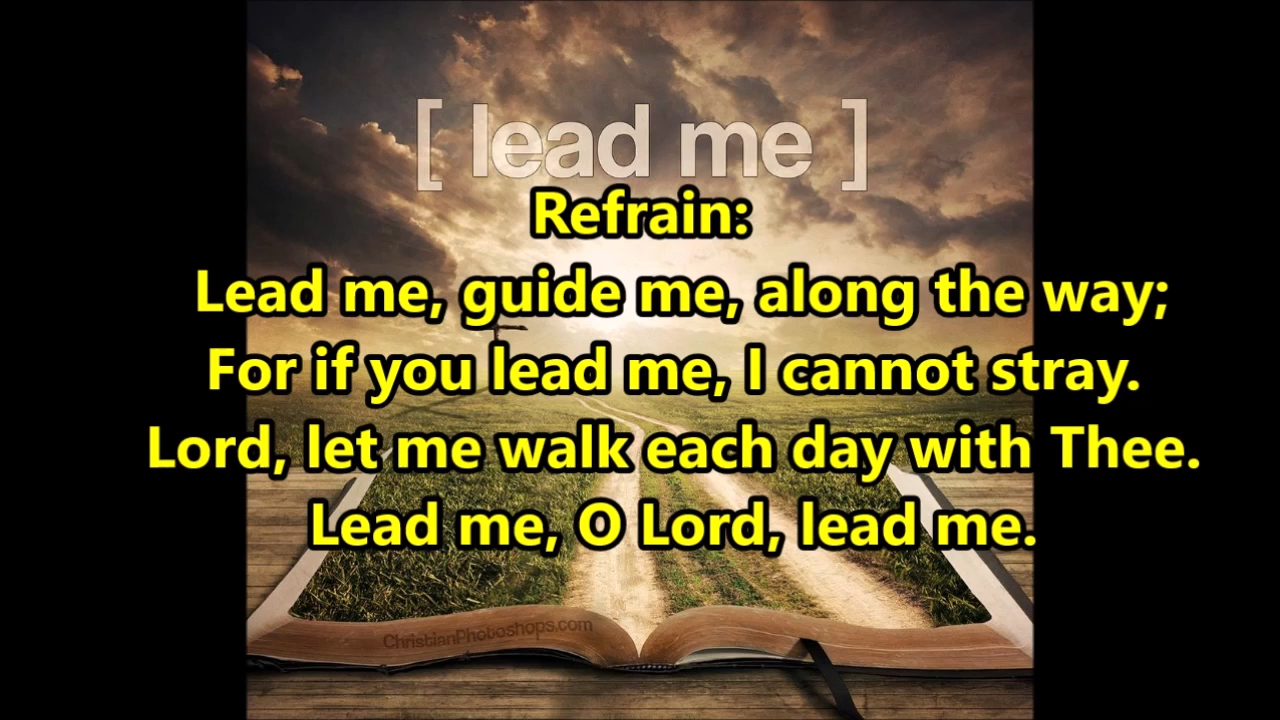 [ lead me ]
Refrain:
Lead me, guide me, along the way;
For if you lead me, I cannot stray.
Lord, let me walk each day with Thee.
Lead me, O Lord, lead me.
ChristianPhotoshops.com